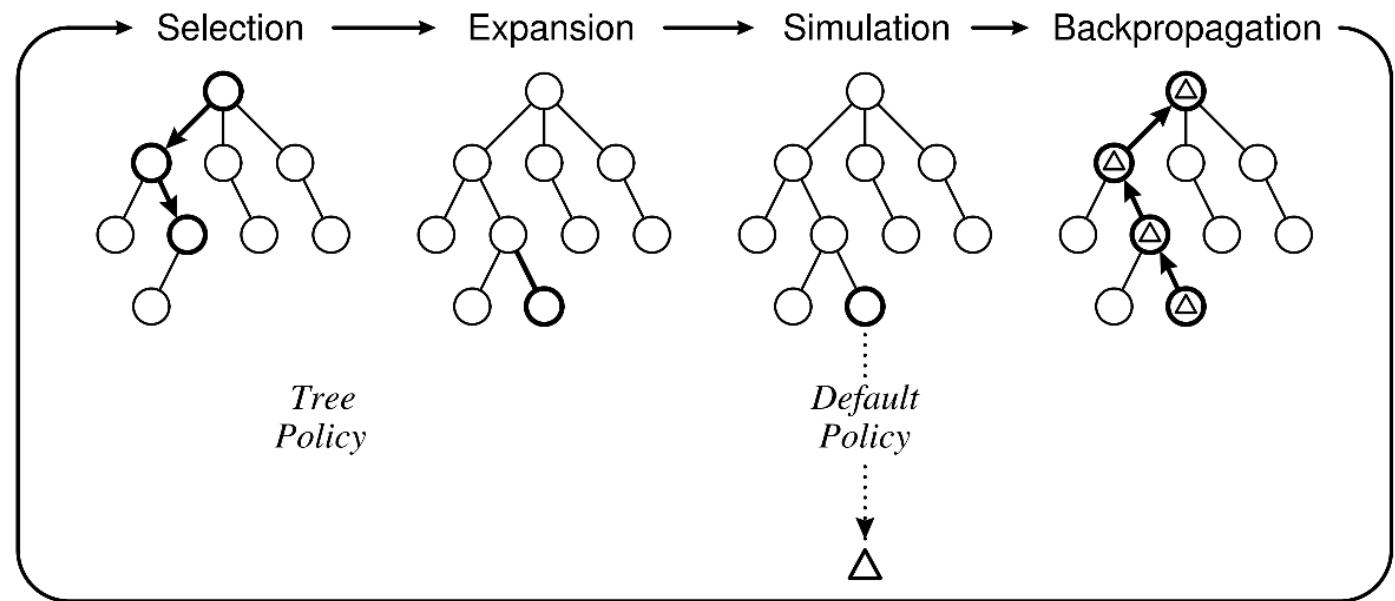 Selection Expansion Simulation Backpropagation
Tree
Policy
Default
Policy